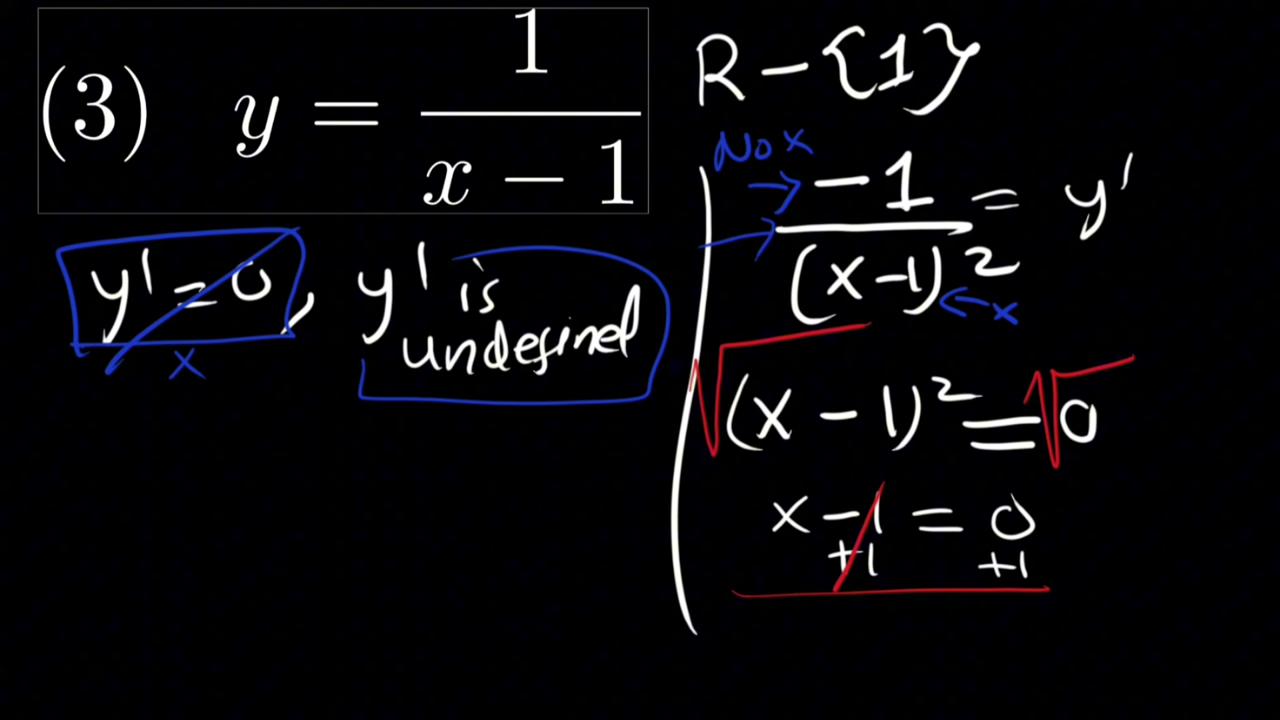 (3) y = 1 / (x − 1)
R − {1}
No x
→ −1 / (x−1)² = y'
← x
y' = 0, y' is undefined
x
√(x − 1)² = √0
x − 1 = 0
+1 +1